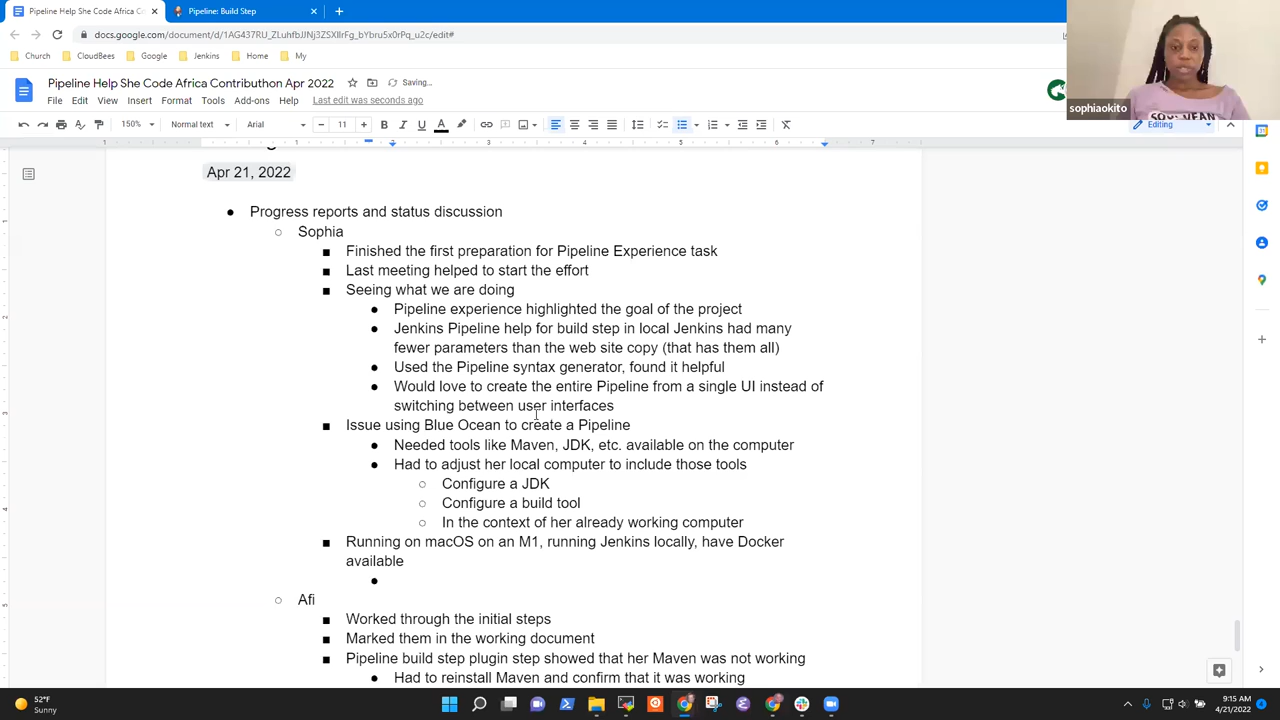 Pipeline Help She Code Africa Co
Pipeline: Build Step
docs.google.com/document/d/1AG437RU_ZLuhfbJJNj3ZSXIlrFg_bYbru5x0rPq_u2c/edit#
Church CloudBees Google Jenkins Home My
Pipeline Help She Code Africa Contributhon Apr 2022 Saving...
File Edit View Insert Format Tools Add-ons Help Last edit was seconds ago
sophiaokito
150% Normal text Arial 11 Editing
1 4 5 6 7
Apr 21, 2022
Progress reports and status discussion
Sophia
Finished the first preparation for Pipeline Experience task
Last meeting helped to start the effort
Seeing what we are doing
Pipeline experience highlighted the goal of the project
Jenkins Pipeline help for build step in local Jenkins had many
fewer parameters than the web site copy (that has them all)
Used the Pipeline syntax generator, found it helpful
Would love to create the entire Pipeline from a single UI instead of
switching between user interfaces
Issue using Blue Ocean to create a Pipeline
Needed tools like Maven, JDK, etc. available on the computer
Had to adjust her local computer to include those tools
Configure a JDK
Configure a build tool
In the context of her already working computer
Running on macOS on an M1, running Jenkins locally, have Docker
available
Afi
Worked through the initial steps
Marked them in the working document
Pipeline build step plugin step showed that her Maven was not working
Had to reinstall Maven and confirm that it was working
52°F
Sunny
9:15 AM
4/21/2022